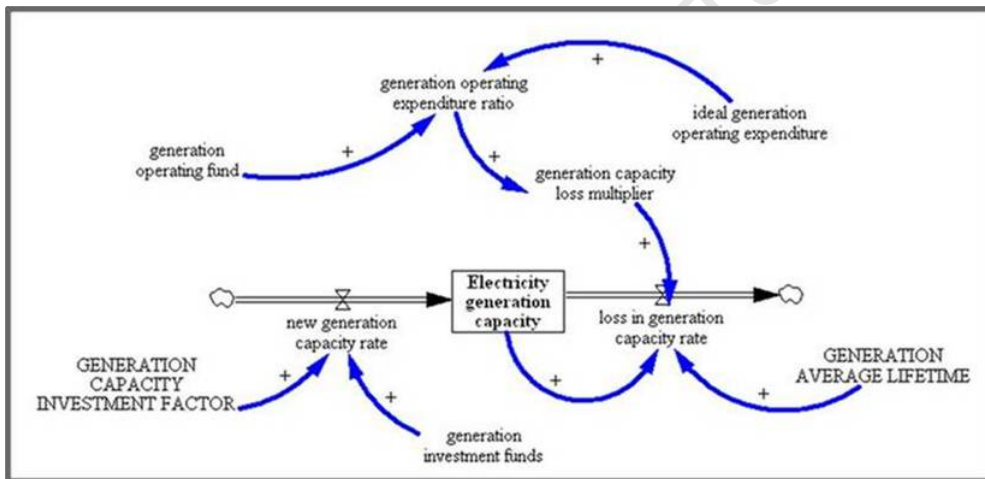 generation operating
expenditure ratio
+
ideal generation
operating expenditure
generation
operating fund
+
+
generation capacity
loss multiplier
+
Electricity
generation
capacity
new generation
capacity rate
loss in generation
capacity rate
GENERATION
CAPACITY
INVESTMENT FACTOR
+
+
generation
investment funds
+
+
GENERATION
AVERAGE LIFETIME